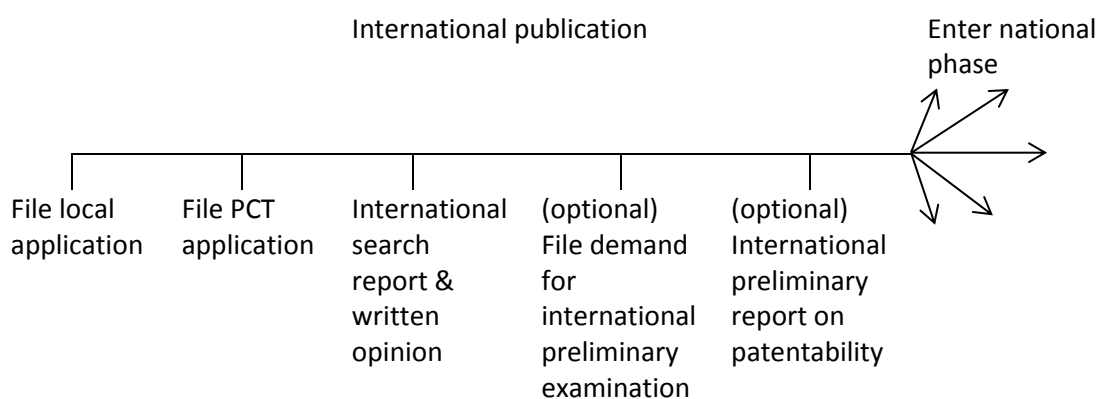 International publication
Enter national
phase
File local
application
File PCT
application
International
search
report &
written
opinion
(optional)
File demand
for
international
preliminary
examination
(optional)
International
preliminary
report on
patentability